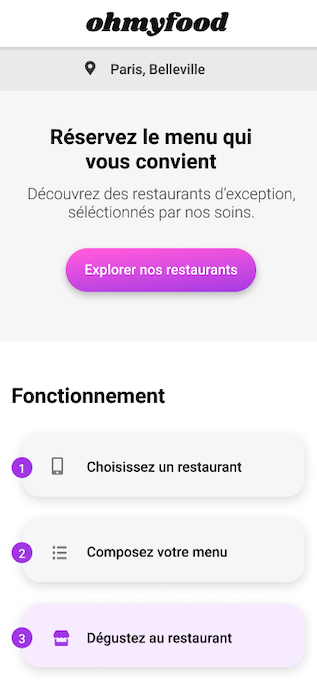 ohmyfood
Paris, Belleville
Réservez le menu qui
vous convient
Découvrez des restaurants d'exception,
séléctionnés par nos soins.
Explorer nos restaurants
Fonctionnement
1 Choisissez un restaurant
2 Composez votre menu
3 Dégustez au restaurant